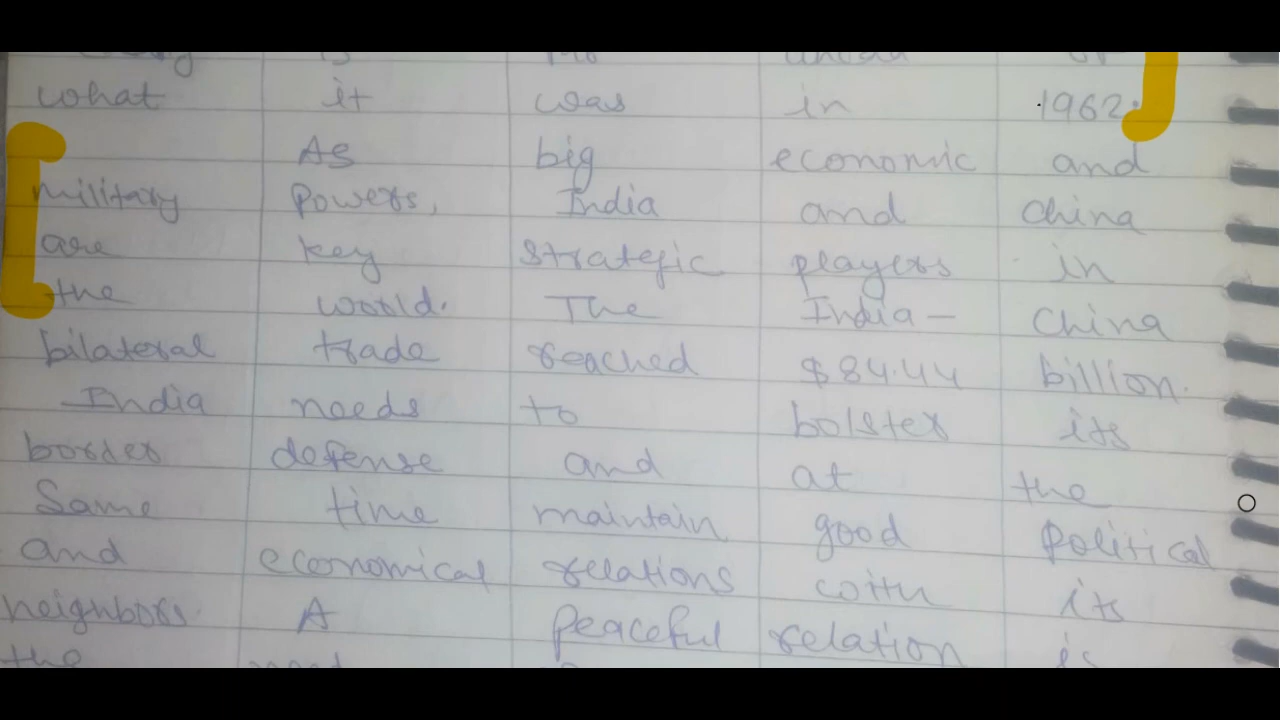 what it was in 1962.
As big economic and
military Powers, India and China
are key strategic players in
the world. The India-China
bilateral trade reached $84.44 billion.
India needs to bolster its
border defense and at the
Same time maintain good Political
and economical relations with its
neighbors. A Peaceful relation is
the